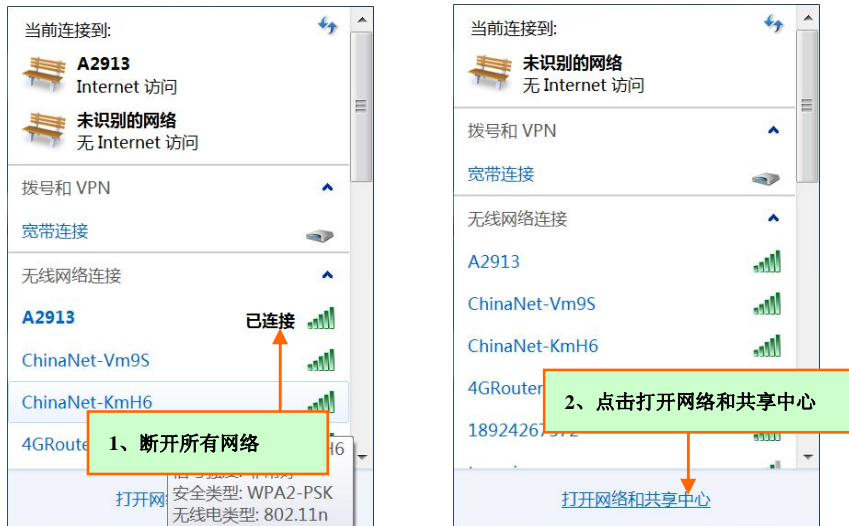 当前连接到:
A2913
Internet 访问
未识别的网络
无 Internet 访问
拨号和 VPN
宽带连接
无线网络连接
A2913 已连接
ChinaNet-Vm9S
ChinaNet-KmH6
4GRoute
1、断开所有网络
安全类型: WPA2-PSK
无线电类型: 802.11n
打开网
当前连接到:
未识别的网络
无 Internet 访问
拨号和 VPN
宽带连接
无线网络连接
A2913
ChinaNet-Vm9S
ChinaNet-KmH6
4GRouter
2、点击打开网络和共享中心
打开网络和共享中心